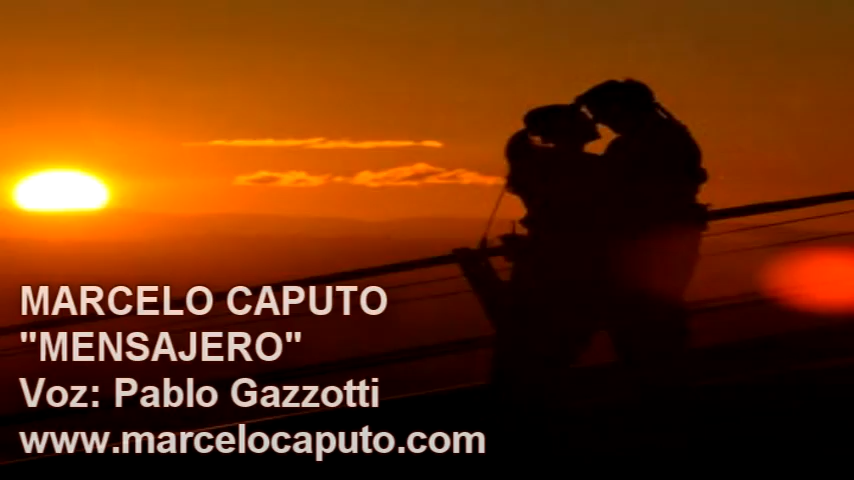 MARCELO CAPUTO
"MENSAJERO"
Voz: Pablo Gazzotti
www.marcelocaputo.com